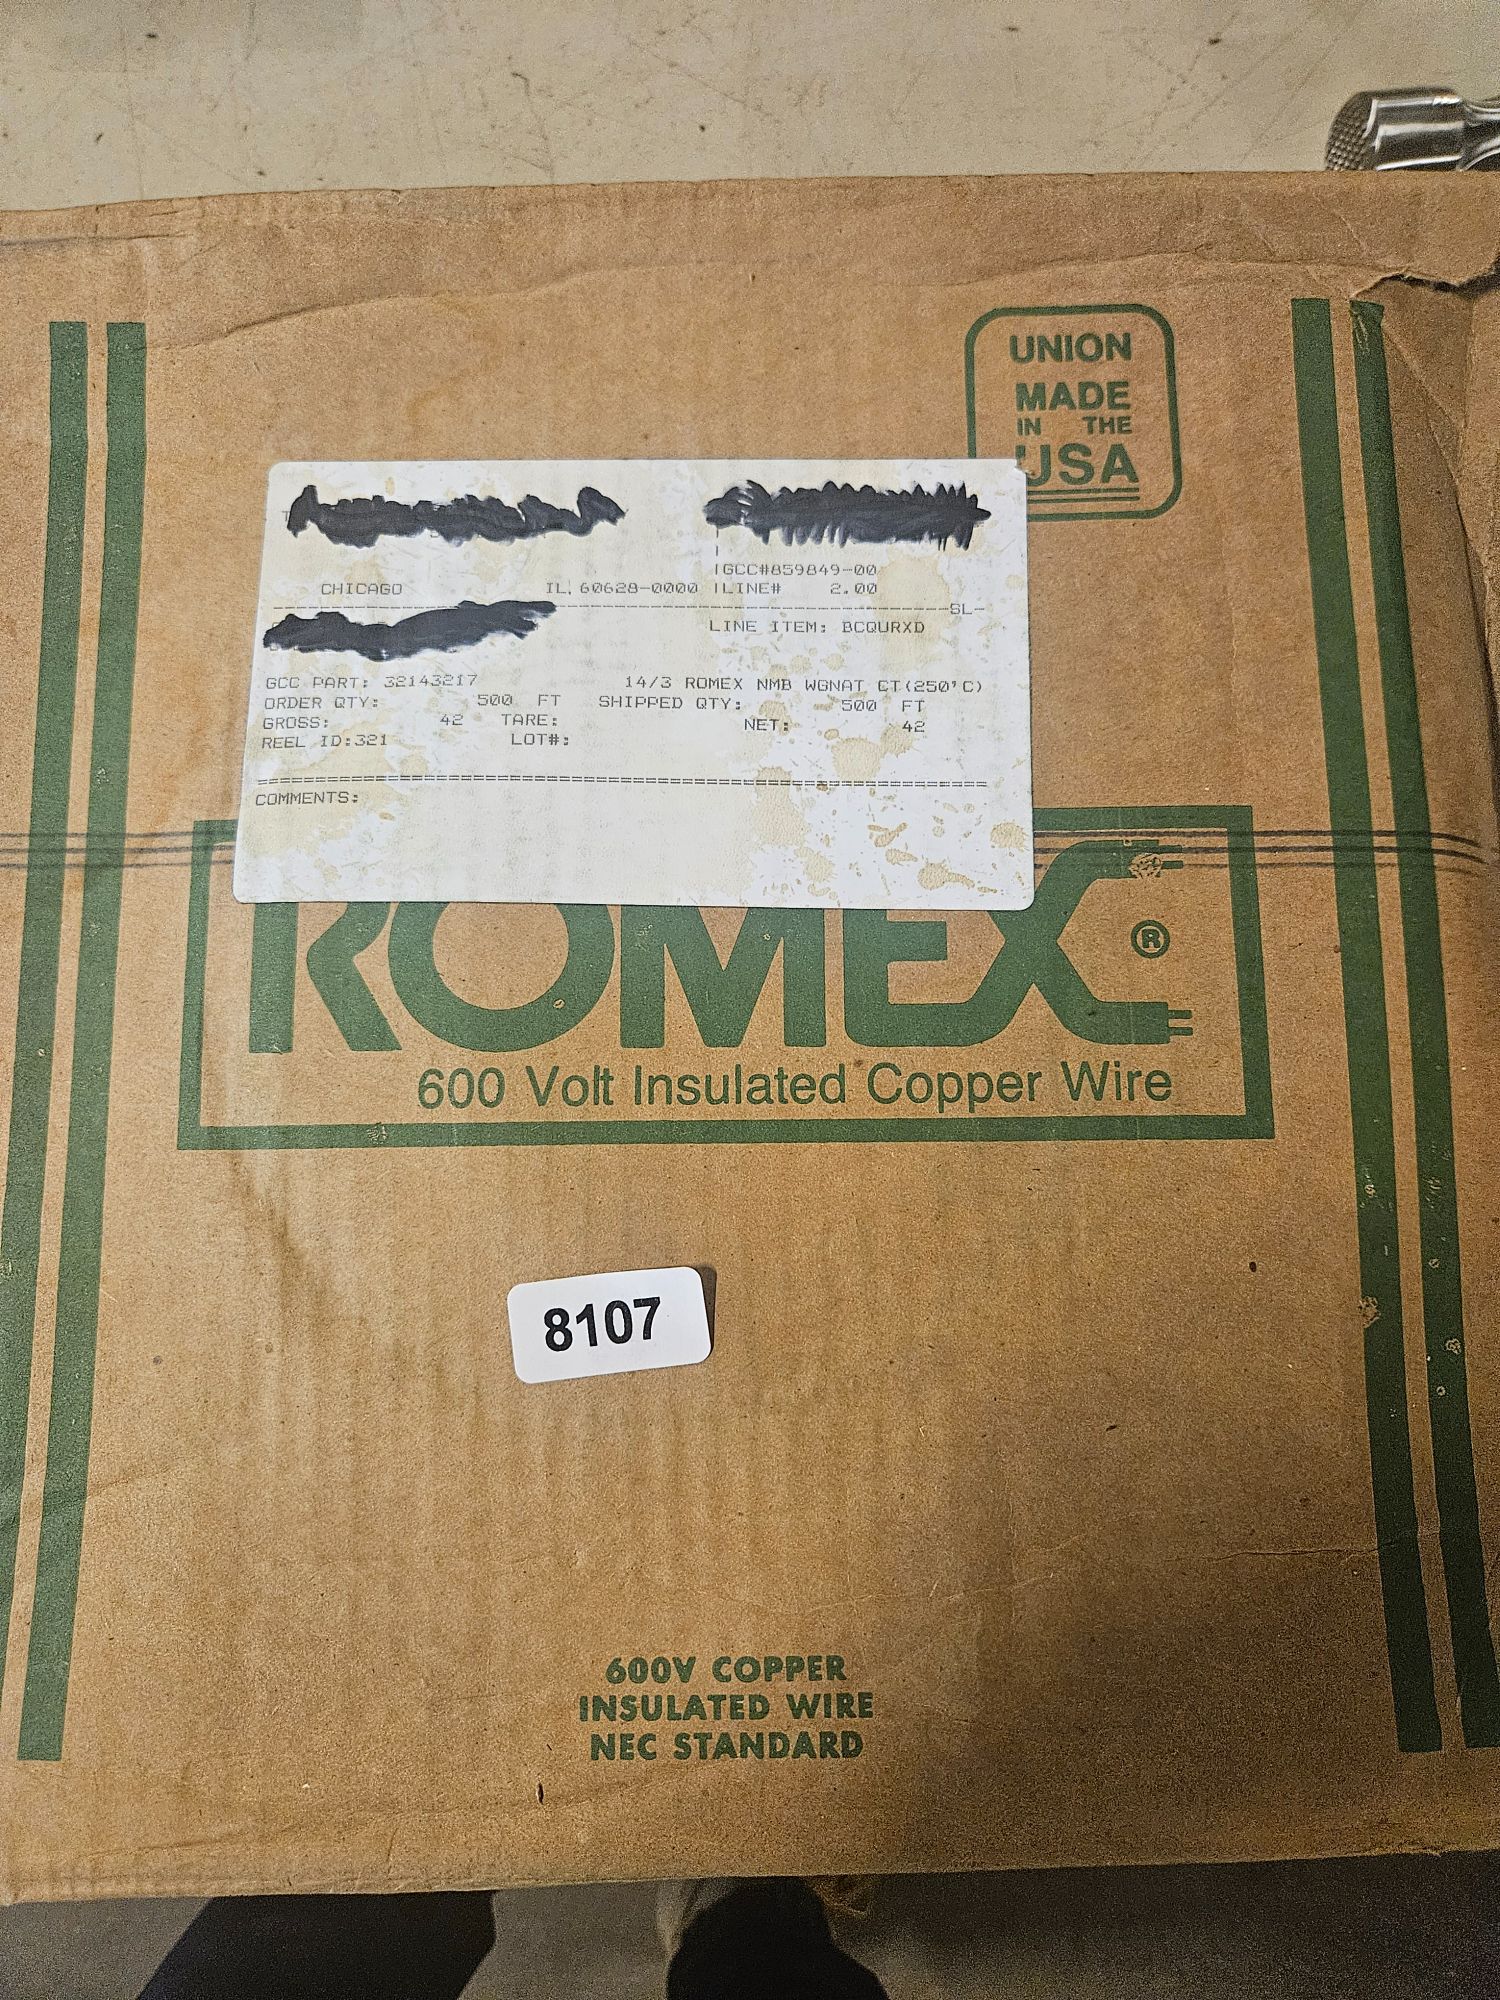 UNION
MADE
IN THE
USA
IGCC#859849-00
CHICAGO IL. 60628-0000 ILINE# 2.00
SL-
LINE ITEM: BCQURXD
GCC PART: 32143217 14/3 ROMEX NMB WGNAT CT(250'C)
ORDER QTY: 500 FT SHIPPED QTY: 500 FT
GROSS: 42 TARE: NET: 42
REEL ID:321 LOT#:
COMMENTS:
ROMEX ®
600 Volt Insulated Copper Wire
8107
600V COPPER
INSULATED WIRE
NEC STANDARD